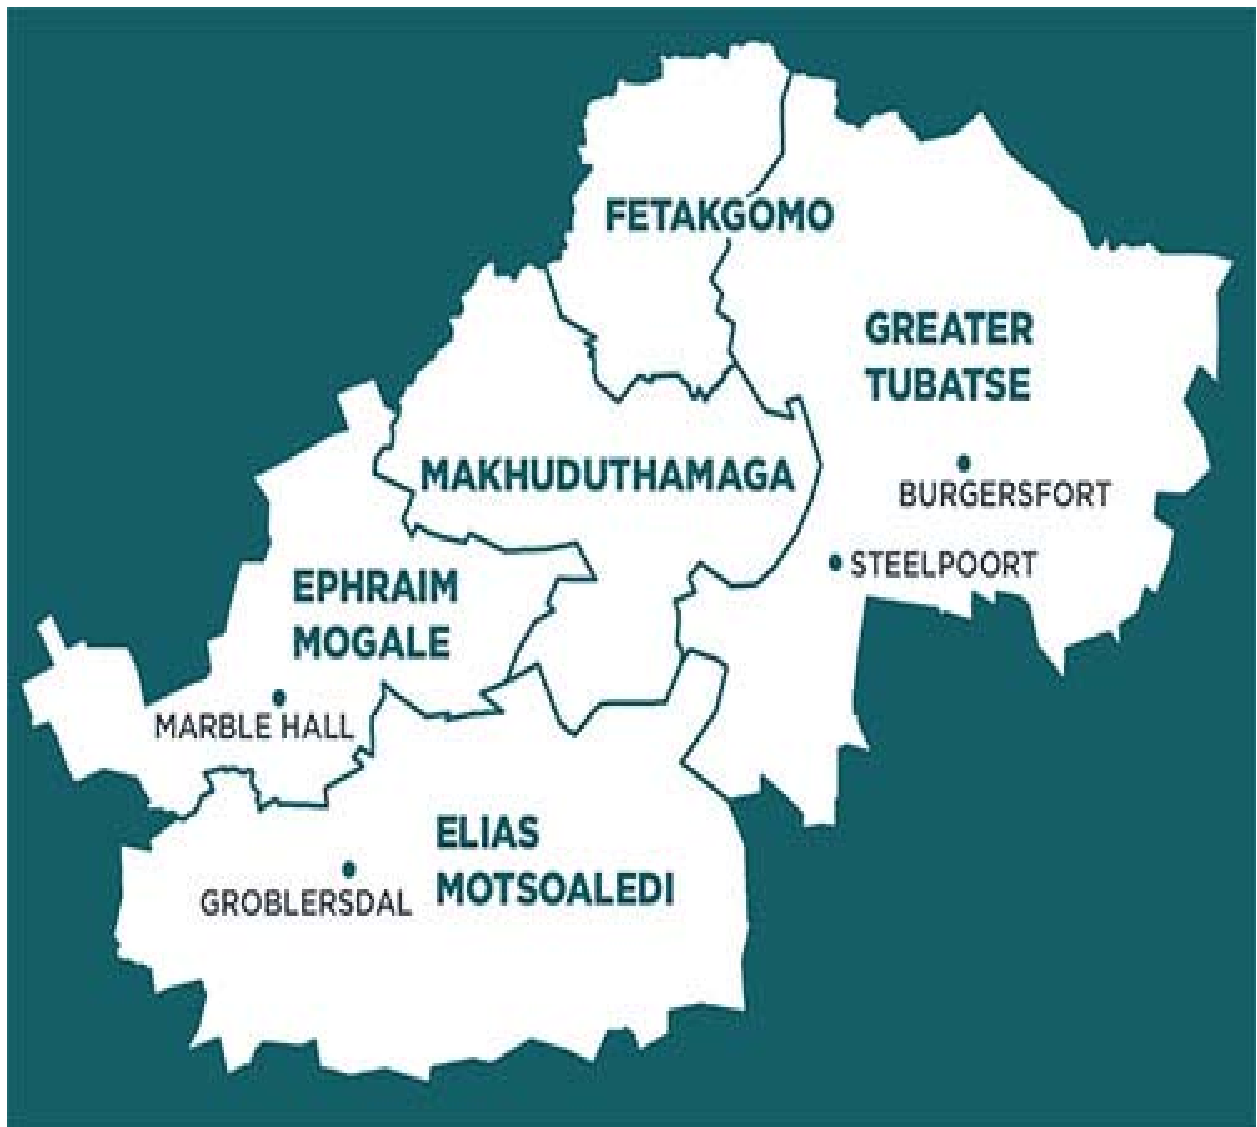 FETAKGOMO
GREATER
TUBATSE
MAKHUDUTHAMAGA
BURGERSFORT
STEELPOORT
EPHRAIM
MOGALE
MARBLE HALL
ELIAS
MOTSOALEDI
GROBLERSDAL